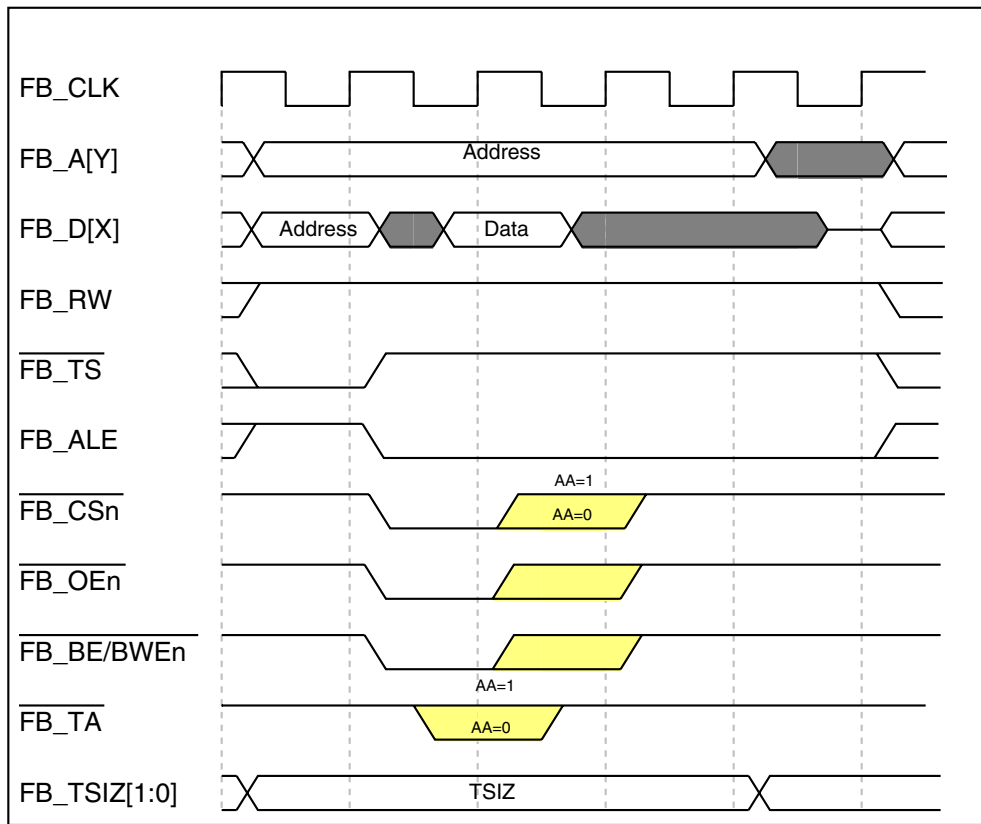 FB_CLK
FB_A[Y]
Address
FB_D[X]
Address
Data
FB_RW
FB_TS
FB_ALE
AA=1
FB_CSn
AA=0
FB_OEn
FB_BE/BWEn
AA=1
FB_TA
AA=0
FB_TSIZ[1:0]
TSIZ